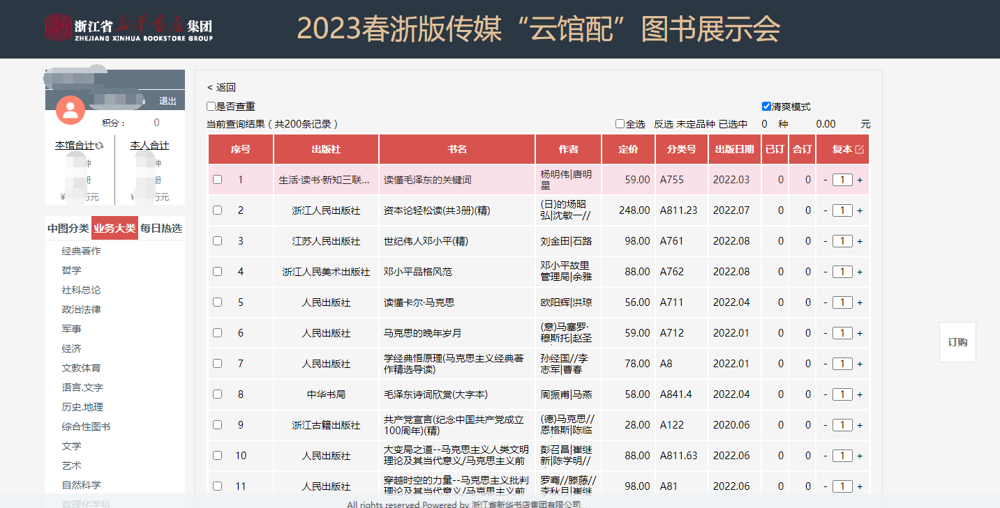 浙江省新华书店集团
ZHEJIANG XINHUA BOOKSTORE GROUP
2023春浙版传媒“云馆配”图书展示会
退出
积分： 0
本馆合计 本人合计
种 种
册 册
¥ 万元 ¥ 万元
中图分类 业务大类 每日热选
经典著作
哲学
社科总论
政治法律
军事
经济
文教体育
语言.文字
历史.地理
综合性图书
文学
艺术
自然科学
数理化学科
< 返回
是否查重 清爽模式
当前查询结果 ( 共200条记录 ) 全选 反选 未定品种 已选中 0 种 0.00 元
序号 出版社 书名 作者 定价 分类号 出版日期 已订 合订 复本
1 生活·读书·新知三联... 读懂毛泽东的关键词 杨明伟|唐明 59.00 A755 2022.03 0 0 - 1 +
星
2 浙江人民出版社 资本论轻松读(共3册)(精) (日)的场昭 248.00 A811.23 2022.07 0 0 - 1 +
弘|沈敏一//
3 江苏人民出版社 世纪伟人邓小平(精) 刘金田|石路 98.00 A761 2022.08 0 0 - 1 +
4 浙江人民美术出版社 邓小平品格风范 邓小平故里 88.00 A762 2022.08 0 0 - 1 +
管理局|余雅
5 人民出版社 读懂卡尔·马克思 欧阳辉|洪琼 56.00 A711 2022.04 0 0 - 1 +
6 人民出版社 马克思的晚年岁月 (意)马塞罗· 59.00 A712 2022.01 0 0 - 1 +
穆斯托|赵圣
7 人民出版社 学经典悟原理(马克思主义经典著 孙经国//李 78.00 A8 2022.01 0 0 - 1 +
作精选导读) 志军|曹春
8 中华书局 毛泽东诗词欣赏(大字本) 周振甫|马燕 58.00 A841.4 2022.04 0 0 - 1 +
9 浙江古籍出版社 共产党宣言(纪念中国共产党成立 (德)马克思// 28.00 A122 2020.06 0 0 - 1 +
100周年)(精) 恩格斯|陈临
10 人民出版社 大变局之道--马克思主义人类文明 彭召昌|崔继 88.00 A811.63 2022.06 0 0 - 1 +
理论及其当代意义/马克思主义前 新|陈学明//
11 人民出版社 穿越时空的力量--马克思主义批判 罗骞//滕藤// 98.00 A81 2022.06 0 0 - 1 +
理论及其当代意义/马克思主义前 李秋月|崔继
订购
All rights reserved Powered by 浙江省新华书店集团有限公司